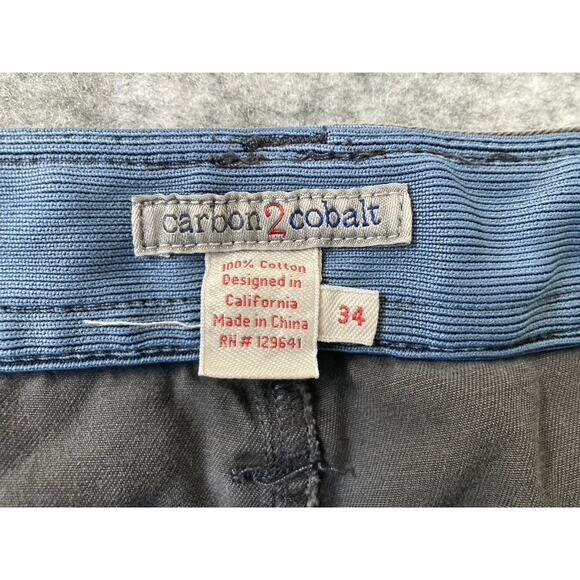 carbon2cobalt
100% Cotton
Designed in
California
Made in China
RN# 129641
34